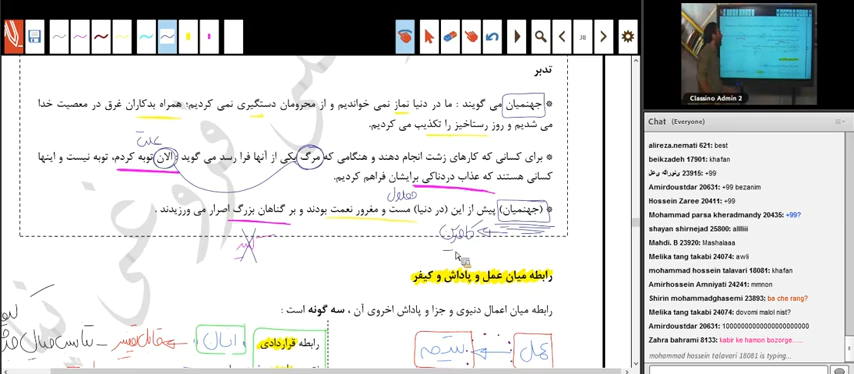 تدبر
* جهنمیان می گویند : ما در دنیا نماز نمی خواندیم و از محرومان دستگیری نمی کردیم؛ همراه بدکاران غرق در معصیت خدا
می شدیم و روز رستاخیز را تکذیب می کردیم.
علت
* برای کسانی که کارهای زشت انجام دهند و هنگامی که مرگ یکی از آنها فرا رسد می گوید : الان توبه کردم، توبه نیست و اینها
کسانی هستند که عذاب دردناکی برایشان فراهم کردیم.
معلول
* (جهنمیان) پیش از این (در دنیا) مست و مغرور نعمت بودند و بر گناهان بزرگ اصرار می ورزیدند .
کافرین
رابطه میان عمل و پاداش و کیفر
رابطه میان اعمال دنیوی و جزا و پاداش اخروی آن ، سه گونه است :
رابطه قراردادی
عمل
Classino Admin 2
Chat (Everyone)
alireza.nemati 621: best
beikzadeh 17901: khafan
23915: +99
Amirdoustdar 20631: +99 bezanim
Hossein Zaree 20411: +99
Mohammad parsa kheradmandy 20435: +99?
shayan shirnejad 25800: allllii
Mahdi. B 23920: Mashalaaa
Melika tang takabi 24074: awli
mohammad hossein talavari 18081: khafan
Amirhossein Amniyati 24241: mmnon
Shirin mohammadghasemi 23893: ba che rang?
Melika tang takabi 24074: dovomi malol nist?
Zahra bahrami 8133: kabir ke hamon bozorge.....
mohammad hossein talavari 18081 is typing...